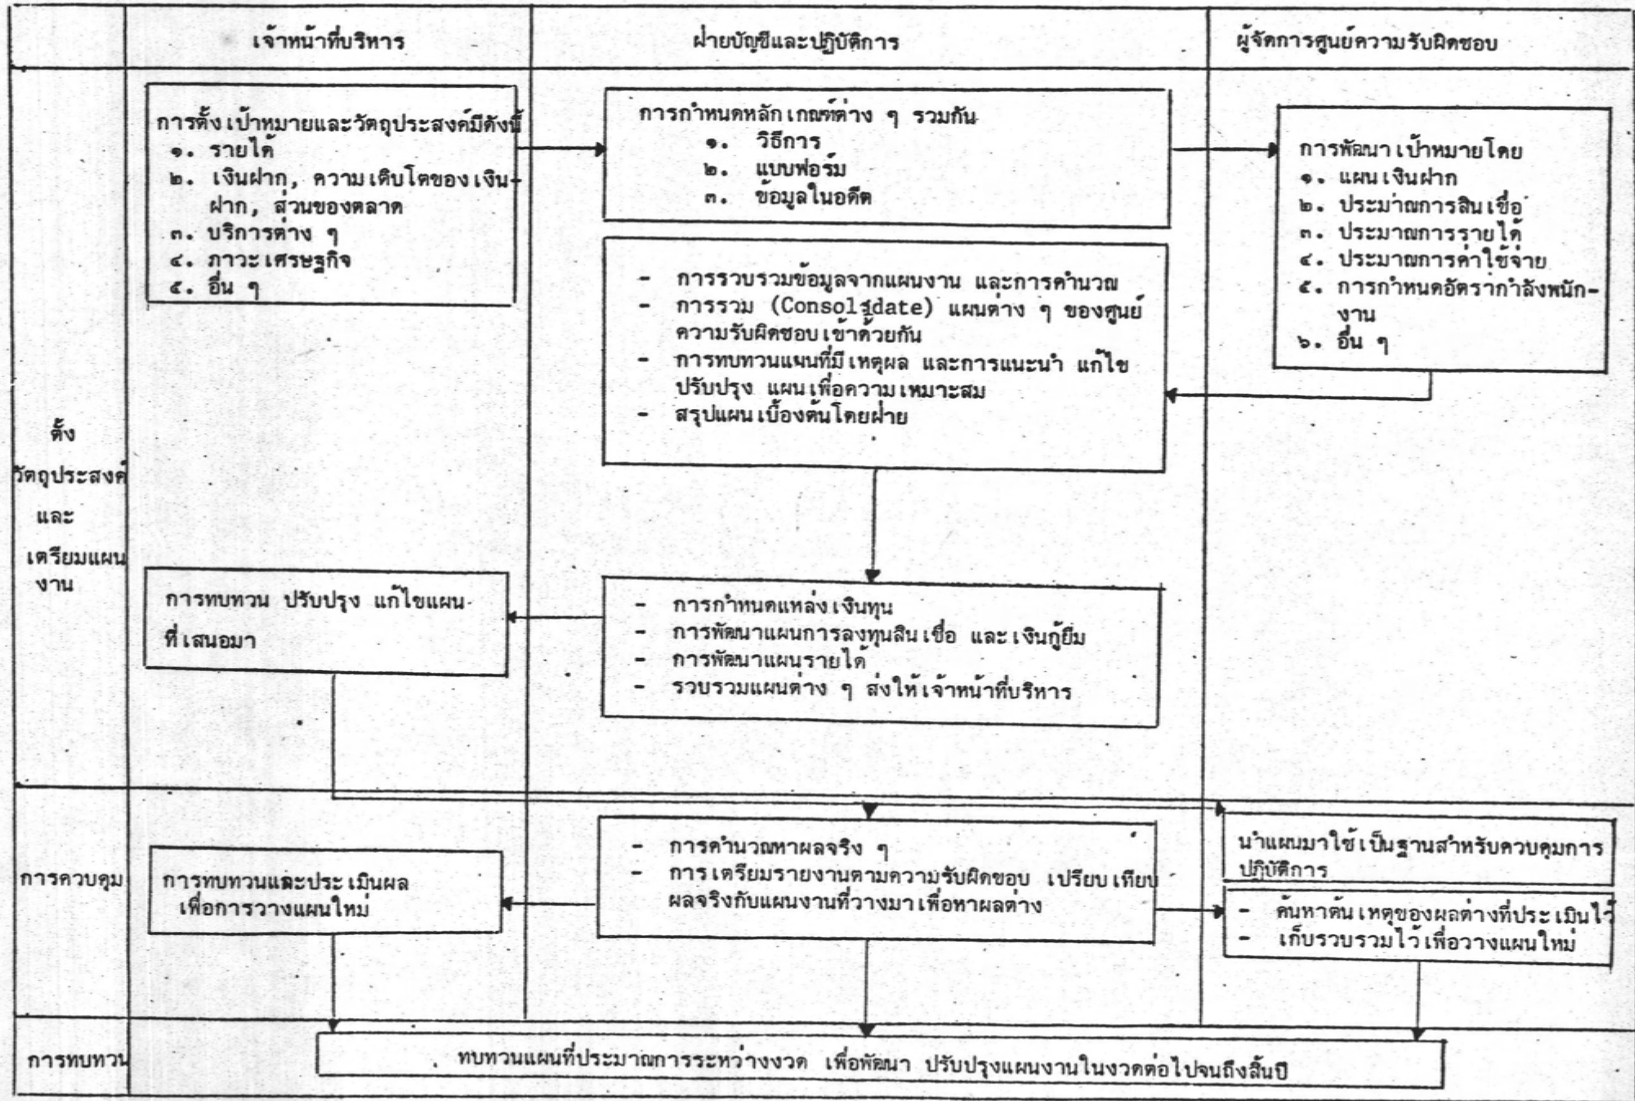 เจ้าหน้าที่บริหาร
ฝ่ายบัญชีและปฏิบัติการ
ผู้จัดการศูนย์ความรับผิดชอบ
ตั้ง
วัตถุประสงค์
และ
เตรียมแผน
งาน
การตั้งเป้าหมายและวัตถุประสงค์มีดังนี้
๑. รายได้
๒. เงินฝาก, ความเติบโตของเงิน-
ฝาก, ส่วนของตลาด
๓. บริการต่าง ๆ
๔. ภาวะเศรษฐกิจ
๕. อื่น ๆ
การกำหนดหลักเกณฑ์ต่าง ๆ รวมกัน
๑. วิธีการ
๒. แบบฟอร์ม
๓. ข้อมูลในอดีต
การพัฒนาเป้าหมายโดย
๑. แผนเงินฝาก
๒. ประมาณการสินเชื่อ
๓. ประมาณการรายได้
๔. ประมาณการค่าใช้จ่าย
๕. การกำหนดอัตรากำลังพนัก-
งาน
๖. อื่น ๆ
- การรวบรวมข้อมูลจากแผนงาน และการคำนวณ
- การรวม (Consolidate) แผนต่าง ๆ ของศูนย์
ความรับผิดชอบเข้าด้วยกัน
- การทบทวนแผนที่มีเหตุผล และการแนะนำ แก้ไข
ปรับปรุง แผนเพื่อความเหมาะสม
- สรุปแผนเบื้องต้นโดยฝ่าย
- การกำหนดแหล่งเงินทุน
- การพัฒนาแผนการลงทุนสินเชื่อ และเงินกู้ยืม
- การพัฒนาแผนรายได้
- รวบรวมแผนต่าง ๆ ส่งให้เจ้าหน้าที่บริหาร
การทบทวน ปรับปรุง แก้ไขแผน
ที่เสนอมา
การควบคุม
การทบทวนและประเมินผล
เพื่อการวางแผนใหม่
- การคำนวณหาผลจริง ๆ
- การเตรียมรายงานตามความรับผิดชอบ เปรียบเทียบ
ผลจริงกับแผนงานที่วางมาเพื่อหาผลต่าง
นำแผนมาใช้เป็นฐานสำหรับควบคุมการ
ปฏิบัติการ
- ค้นหาต้นเหตุของผลต่างที่ประเมินไว้
- เก็บรวบรวมไว้เพื่อวางแผนใหม่
การทบทวน
ทบทวนแผนที่ประมาณการระหว่างงวด เพื่อพัฒนา ปรับปรุงแผนงานในงวดต่อไปจนถึงสิ้นปี